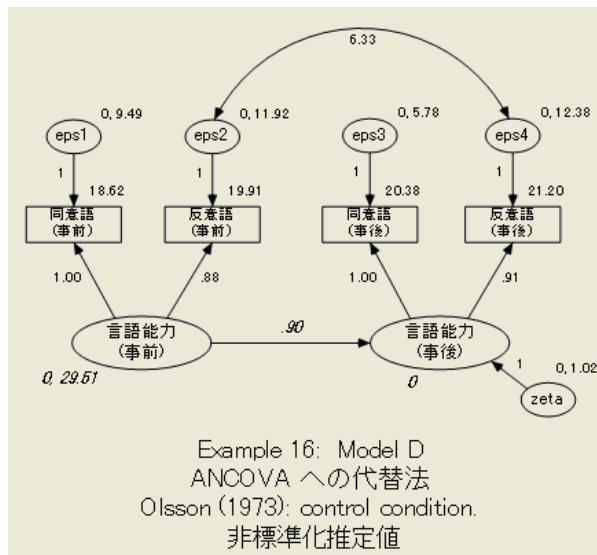 6.33
0, 9.49
0, 11.92
0, 5.78
0, 12.38
eps1
eps2
eps3
eps4
1
1
1
1
18.62
19.91
20.38
21.20
同意語
(事前)
反意語
(事前)
同意語
(事後)
反意語
(事後)
1.00
.88
1.00
.91
言語能力
(事前)
.90
言語能力
(事後)
0, 29.51
0
1
0, 1.02
zeta
Example 16: Model D
ANCOVA への代替法
Olsson (1973): control condition.
非標準化推定値